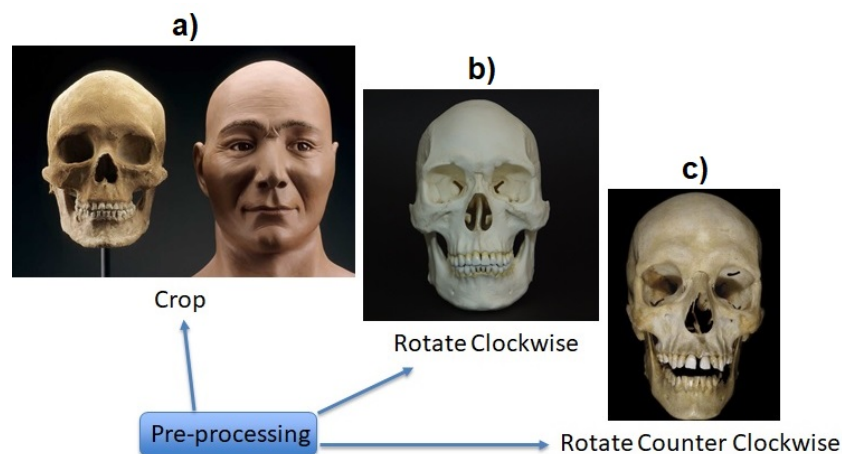 a)
b)
c)
Crop
Rotate Clockwise
Pre-processing
Rotate Counter Clockwise